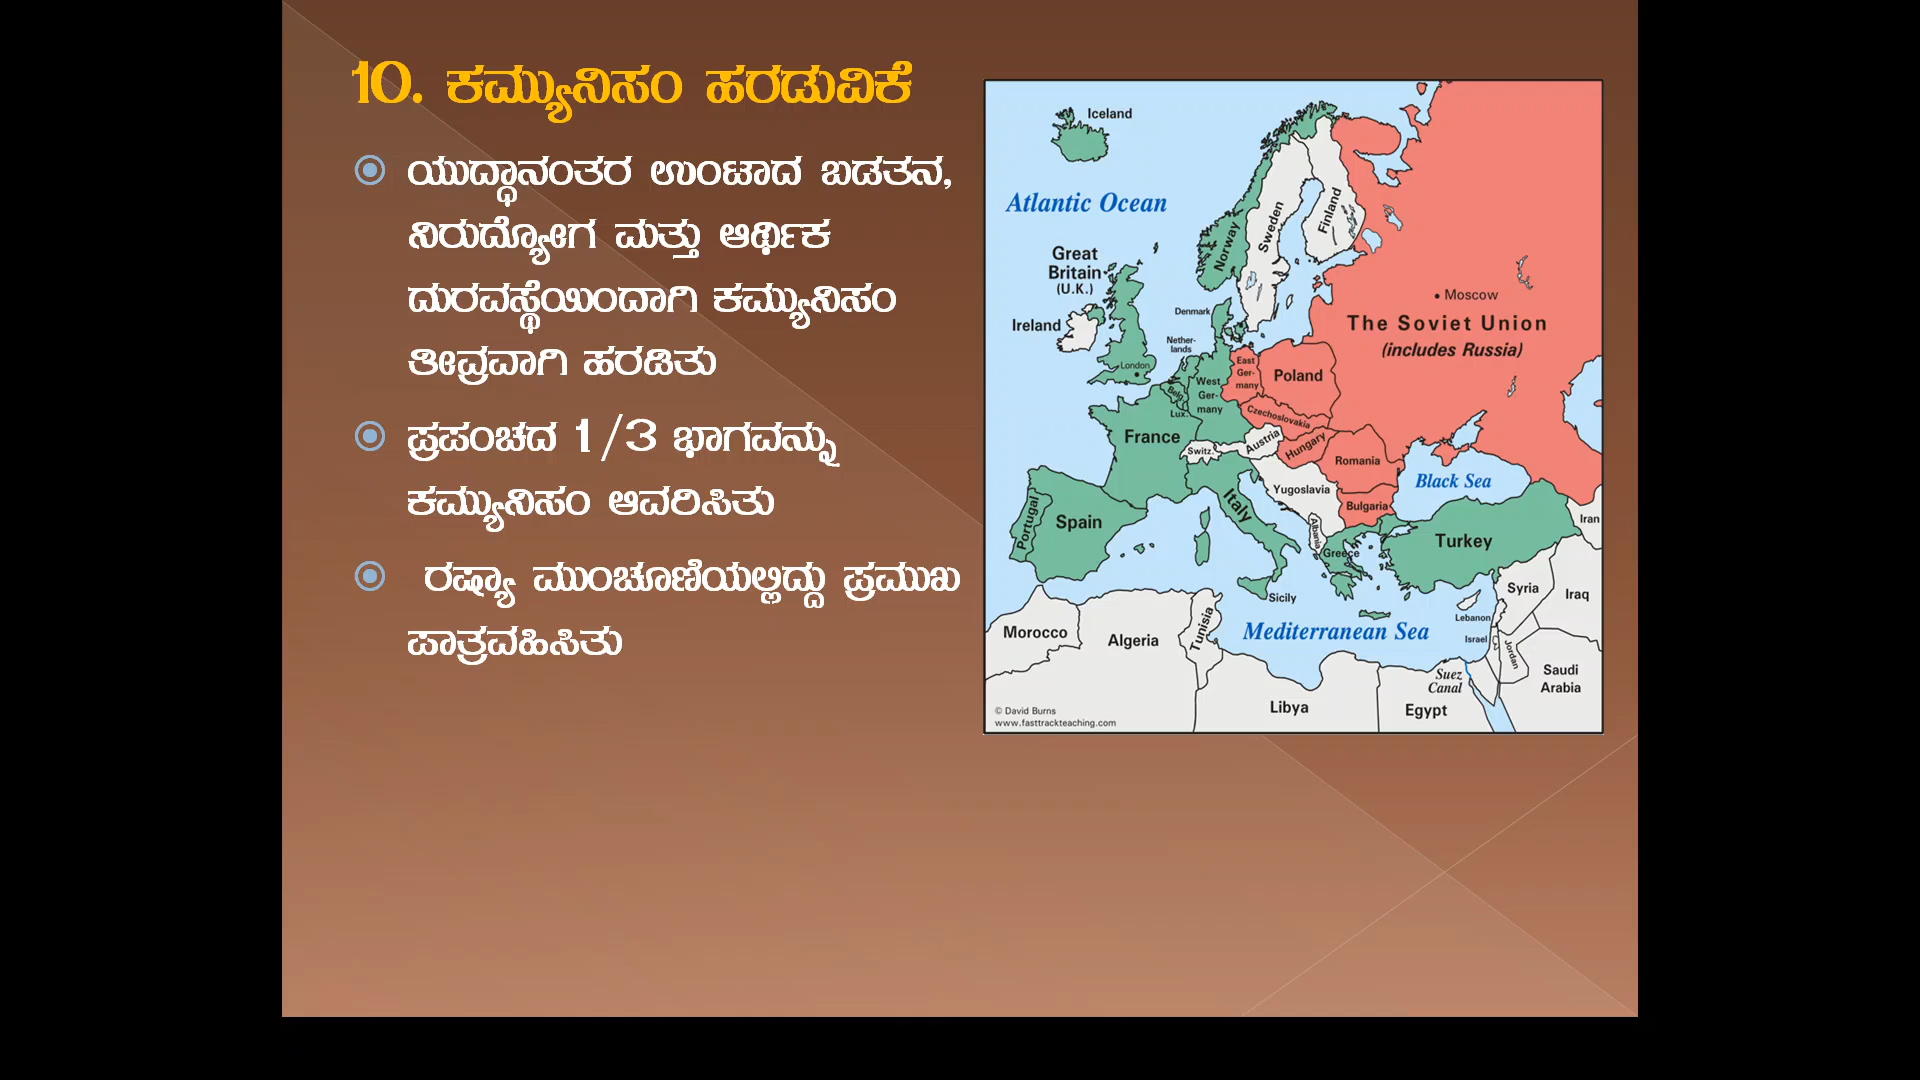 10. ಕಮ್ಯುನಿಸಂ ಹರಡುವಿಕೆ
ಯುದ್ಧಾನಂತರ ಉಂಟಾದ ಬಡತನ,
ನಿರುದ್ಯೋಗ ಮತ್ತು ಆರ್ಥಿಕ
ದುರವಸ್ಥೆಯಿಂದಾಗಿ ಕಮ್ಯುನಿಸಂ
ತೀವ್ರವಾಗಿ ಹರಡಿತು
ಪ್ರಪಂಚದ 1/3 ಭಾಗವನ್ನು
ಕಮ್ಯುನಿಸಂ ಆವರಿಸಿತು
ರಷ್ಯಾ ಮುಂಚೂಣಿಯಲ್ಲಿದ್ದು ಪ್ರಮುಖ
ಪಾತ್ರವಹಿಸಿತು
Iceland
Atlantic Ocean
Norway
Sweden
Finland
Great
Britain
(U.K.)
Ireland
London
Denmark
Nether-
lands
Belg.
Lux.
West
Ger-
many
East
Ger-
many
Poland
Moscow
The Soviet Union
(includes Russia)
Czechoslovakia
France
Switz.
Austria
Hungary
Romania
Yugoslavia
Bulgaria
Black Sea
Portugal
Spain
Italy
Albania
Greece
Turkey
Iran
Sicily
Syria
Iraq
Lebanon
Israel
Jordan
Mediterranean Sea
Morocco
Algeria
Tunisia
Libya
Egypt
Suez
Canal
Saudi
Arabia
© David Burns
www.fasttrackteaching.com